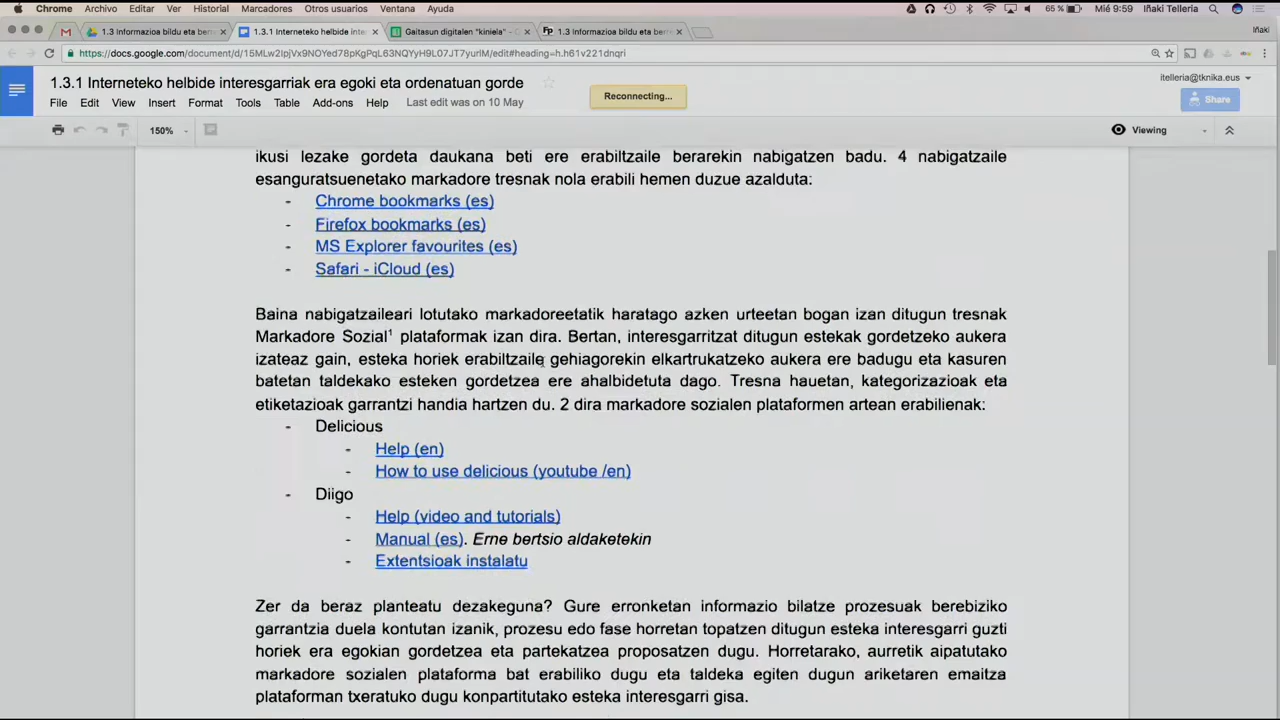 Chrome Archivo Editar Ver Historial Marcadores Otros usuarios Ventana Ayuda 65 % Mié 9:59 Iñaki Telleria
1.3 Informazioa bildu eta berr 1.3.1 Interneteko helbide inter Gaitasun digitalen "kiniela" - G 1.3 Informazioa bildu eta berr Iñaki
https://docs.google.com/document/d/15MLw2IpjVx9NOYed78pKgPqL63NQYyH9L07JT7yurlM/edit#heading=h.h61v221dnqri
1.3.1 Interneteko helbide interesgarriak era egoki eta ordenatuan gorde
itelleria@tknika.eus
Reconnecting...
File Edit View Insert Format Tools Table Add-ons Help Last edit was on 10 May
Share
150%
Viewing
ikusi lezake gordeta daukana beti ere erabiltzaile berarekin nabigatzen badu. 4 nabigatzaile
esanguratsuenetako markadore tresnak nola erabili hemen duzue azalduta:
- Chrome bookmarks (es)
- Firefox bookmarks (es)
- MS Explorer favourites (es)
- Safari - iCloud (es)
Baina nabigatzaileari lotutako markadoreetatik haratago azken urteetan bogan izan ditugun tresnak
Markadore Sozial¹ plataformak izan dira. Bertan, interesgarritzat ditugun estekak gordetzeko aukera
izateaz gain, esteka horiek erabiltzaile gehiagorekin elkartrukatzeko aukera ere badugu eta kasuren
batetan taldekako esteken gordetzea ere ahalbidetuta dago. Tresna hauetan, kategorizazioak eta
etiketazioak garrantzi handia hartzen du. 2 dira markadore sozialen plataformen artean erabilienak:
- Delicious
- Help (en)
- How to use delicious (youtube /en)
- Diigo
- Help (video and tutorials)
- Manual (es). Erne bertsio aldaketekin
- Extentsioak instalatu
Zer da beraz planteatu dezakeguna? Gure erronketan informazio bilatze prozesuak berebiziko
garrantzia duela kontutan izanik, prozesu edo fase horretan topatzen ditugun esteka interesgarri guzti
horiek era egokian gordetzea eta partekatzea proposatzen dugu. Horretarako, aurretik aipatutako
markadore sozialen plataforma bat erabiliko dugu eta taldeka egiten dugun ariketaren emaitza
plataforman txeratuko dugu konpartitutako esteka interesgarri gisa.